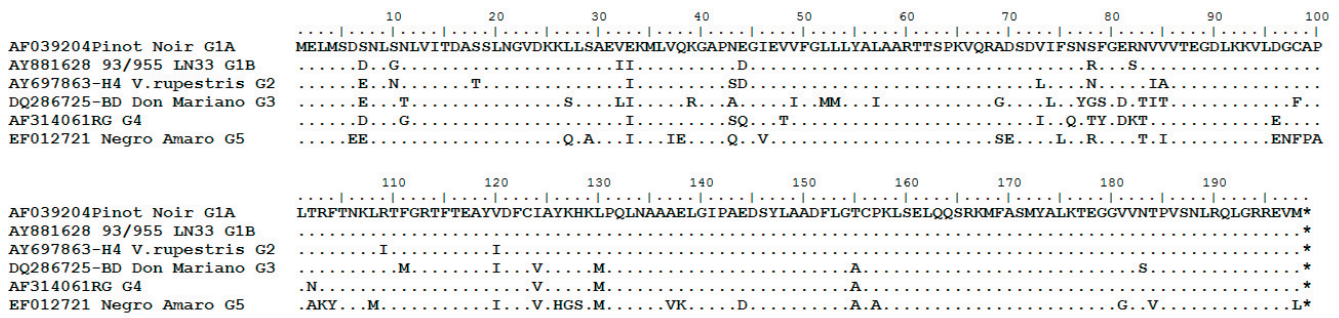 10 20 30 40 50 60 70 80 90 100
AF039204Pinot Noir G1A MELMSDSNLSNLVITDASSLNGVDKKLLSAEVEKMLVQKGAPNEGIEVVFGLLLYALAARTTSPKVQRADSDVIFSNSFGERNVVVTEGDLKKVLDGCAP
AY881628 93/955 LN33 G1B ......D..G.....................II..........D.................................R...S..................
AY697863-H4 V.rupestris G2 ......E..N.......T..............I.........SD............................L....N.....IA...............
DQ286725-BD Don Mariano G3 ......E...T...............S....LI.....R...A.....I..MM...I...........G....L..YGS.D.TIT............F..
AF314061RG G4 ......D...G.....................I.........SQ...T........................I..Q.TY.DKT............E....
EF012721 Negro Amaro G5 .....EE...................Q.A...I...IE....Q..V......................SE....L..R....T.I..........ENFPA
110 120 130 140 150 160 170 180 190
AF039204Pinot Noir G1A LTRFTNKLRTFGRTFTEAYVDFCIAYKHKLPQLNAAAELGIPAEDSYLAADFLGTCPKLSELQQSRKMFASMYALKTEGGVVNTPVSNLRQLGRREVM*
AY881628 93/955 LN33 G1B ..................................................................................................*
AY697863-H4 V.rupestris G2 ........I..........I..............................................................................*
DQ286725-BD Don Mariano G3 ..........M........I...V.....M........................A...........................S...............*
AF314061RG G4 .N.....................V.....M........................A...........................................*
EF012721 Negro Amaro G5 .AKY...M...........I...V.HGS.M......VK.....D..........A.A.......................G..V.............L*